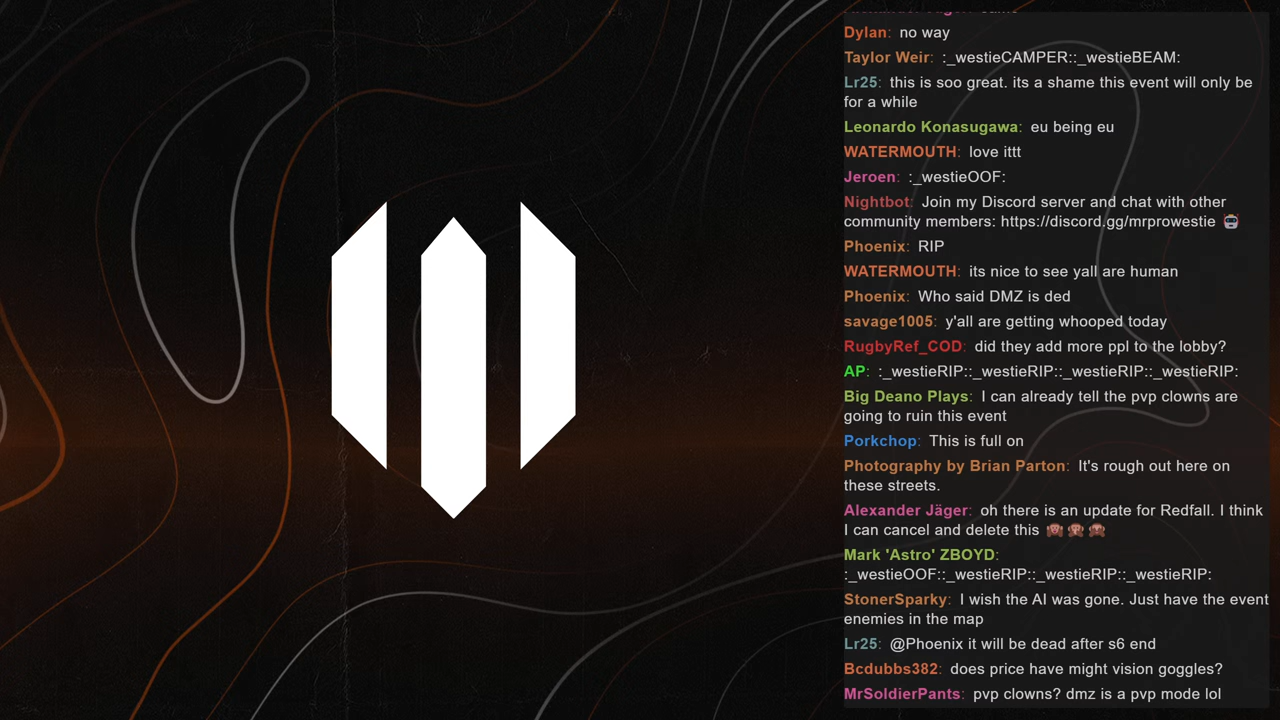 Dylan: no way
Taylor Weir: :_westieCAMPER::_westieBEAM:
Lr25: this is soo great. its a shame this event will only be
for a while
Leonardo Konasugawa: eu being eu
WATERMOUTH: love ittt
Jeroen: :_westieOOF:
Nightbot: Join my Discord server and chat with other
community members: https://discord.gg/mrprowestie
Phoenix: RIP
WATERMOUTH: its nice to see yall are human
Phoenix: Who said DMZ is ded
savage1005: y'all are getting whooped today
RugbyRef_COD: did they add more ppl to the lobby?
AP: :_westieRIP::_westieRIP::_westieRIP::_westieRIP:
Big Deano Plays: I can already tell the pvp clowns are
going to ruin this event
Porkchop: This is full on
Photography by Brian Parton: It's rough out here on
these streets.
Alexander Jäger: oh there is an update for Redfall. I think
I can cancel and delete this 🙈🙈🙈
Mark 'Astro' ZBOYD:
:_westieOOF::_westieRIP::_westieRIP::_westieRIP:
StonerSparky: I wish the AI was gone. Just have the event
enemies in the map
Lr25: @Phoenix it will be dead after s6 end
Bcdubbs382: does price have might vision goggles?
MrSoldierPants: pvp clowns? dmz is a pvp mode lol